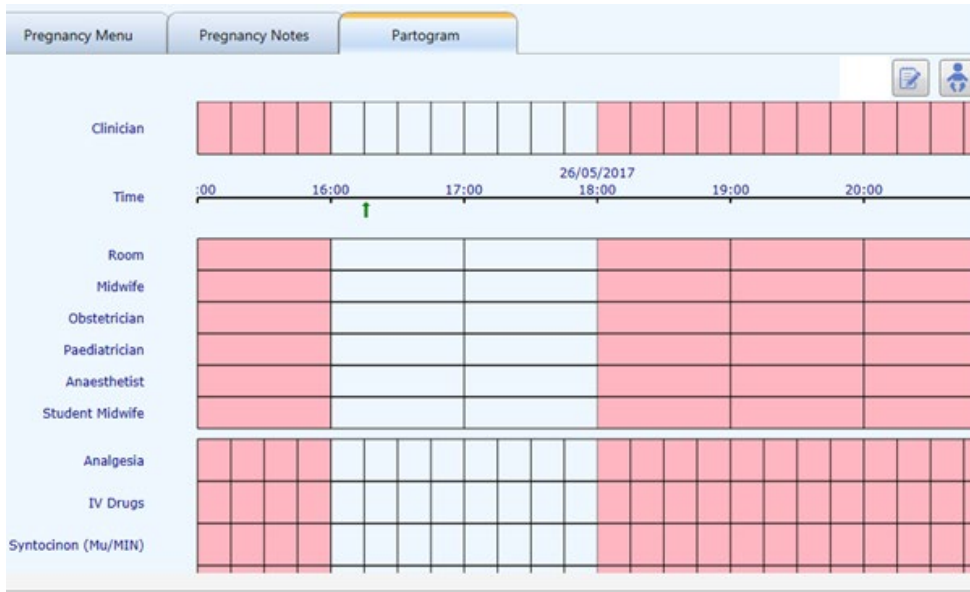 Pregnancy Menu Pregnancy Notes Partogram
Clinician
26/05/2017
Time :00 16:00 17:00 18:00 19:00 20:00
Room
Midwife
Obstetrician
Paediatrician
Anaesthetist
Student Midwife
Analgesia
IV Drugs
Syntocinon (Mu/MIN)